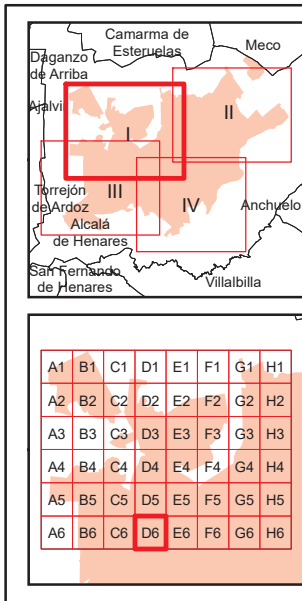 Camarma de
Esteruelas
Meco
Daganzo
de Arriba
Ajalvi
I
II
Torrejón
de Ardoz
III
IV
Anchuelo
Alcalá
de Henares
San Fernando
de Henares
Villalbilla
A1 B1 C1 D1 E1 F1 G1 H1
A2 B2 C2 D2 E2 F2 G2 H2
A3 B3 C3 D3 E3 F3 G3 H3
A4 B4 C4 D4 E4 F4 G4 H4
A5 B5 C5 D5 E5 F5 G5 H5
A6 B6 C6 D6 E6 F6 G6 H6